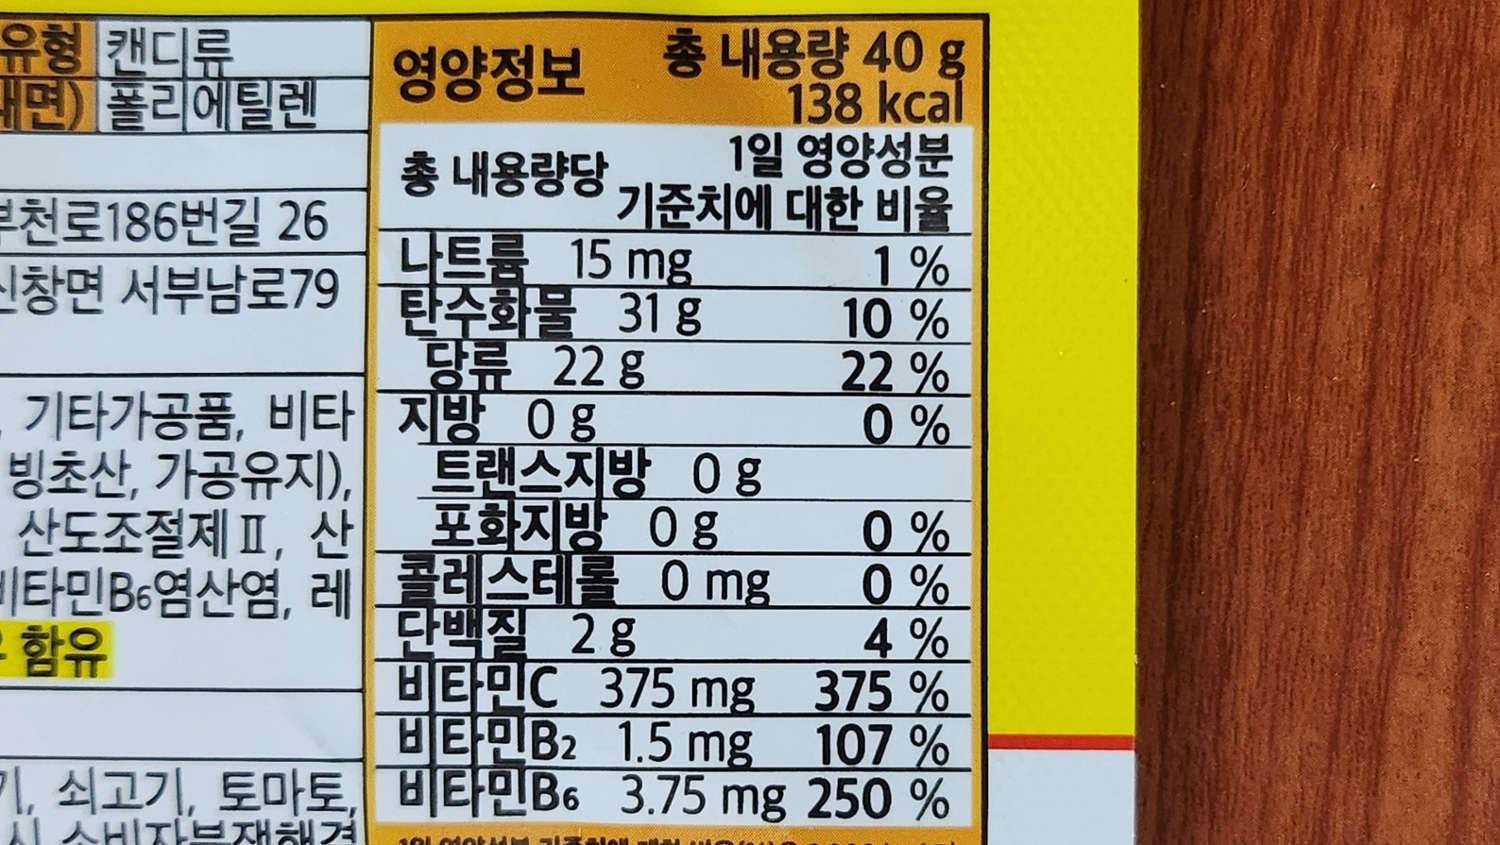 유형 캔디류
내면) 폴리에틸렌
부천로186번길 26
신창면 서부남로79
기타가공품, 비타
빙초산, 가공유지),
산도조절제Ⅱ, 산
비타민B₆염산염, 레
함유
쇠고기, 토마토,
영양정보
총 내용량 40 g
138 kcal
총 내용량당
1일 영양성분
기준치에 대한 비율
나트륨 15 mg 1 %
탄수화물 31 g 10 %
당류 22 g 22 %
지방 0 g 0 %
트랜스지방 0 g
포화지방 0 g 0 %
콜레스테롤 0 mg 0 %
단백질 2 g 4 %
비타민C 375 mg 375 %
비타민B₂ 1.5 mg 107 %
비타민B₆ 3.75 mg 250 %